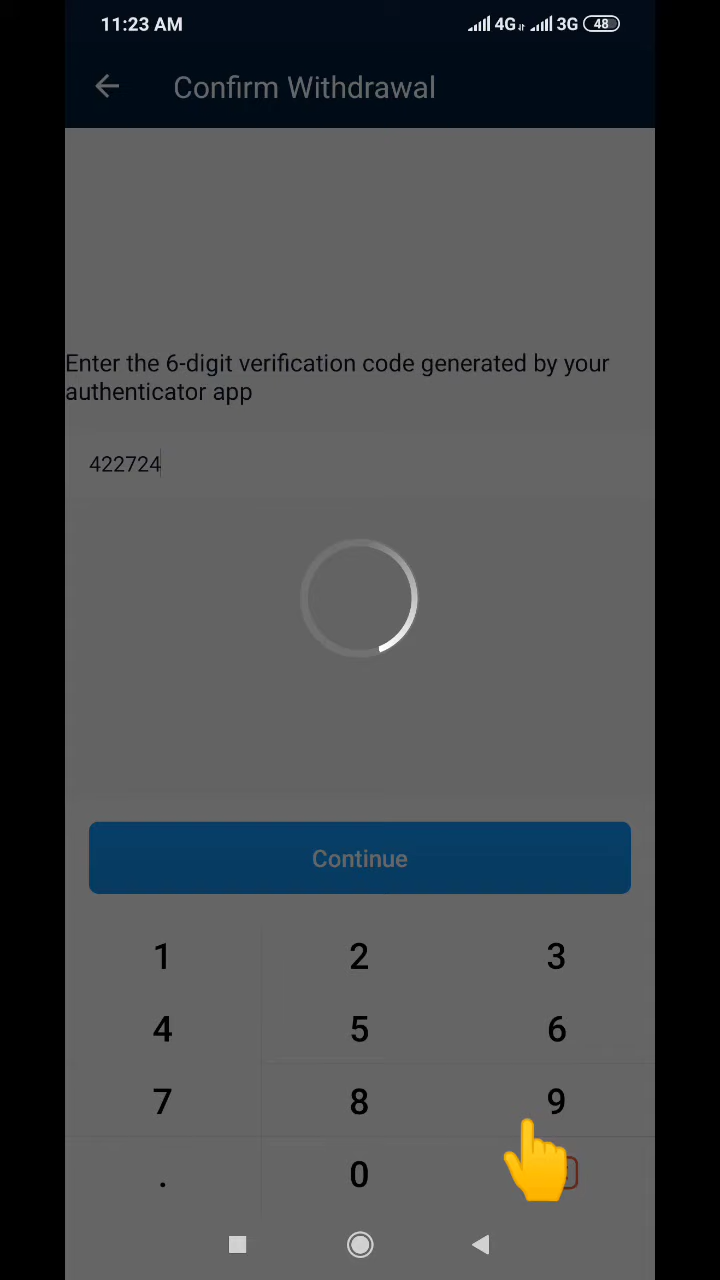 11:23 AM 4G 3G 48
Confirm Withdrawal
Enter the 6-digit verification code generated by your
authenticator app
422724
Continue
1 2 3
4 5 6
7 8 9
. 0